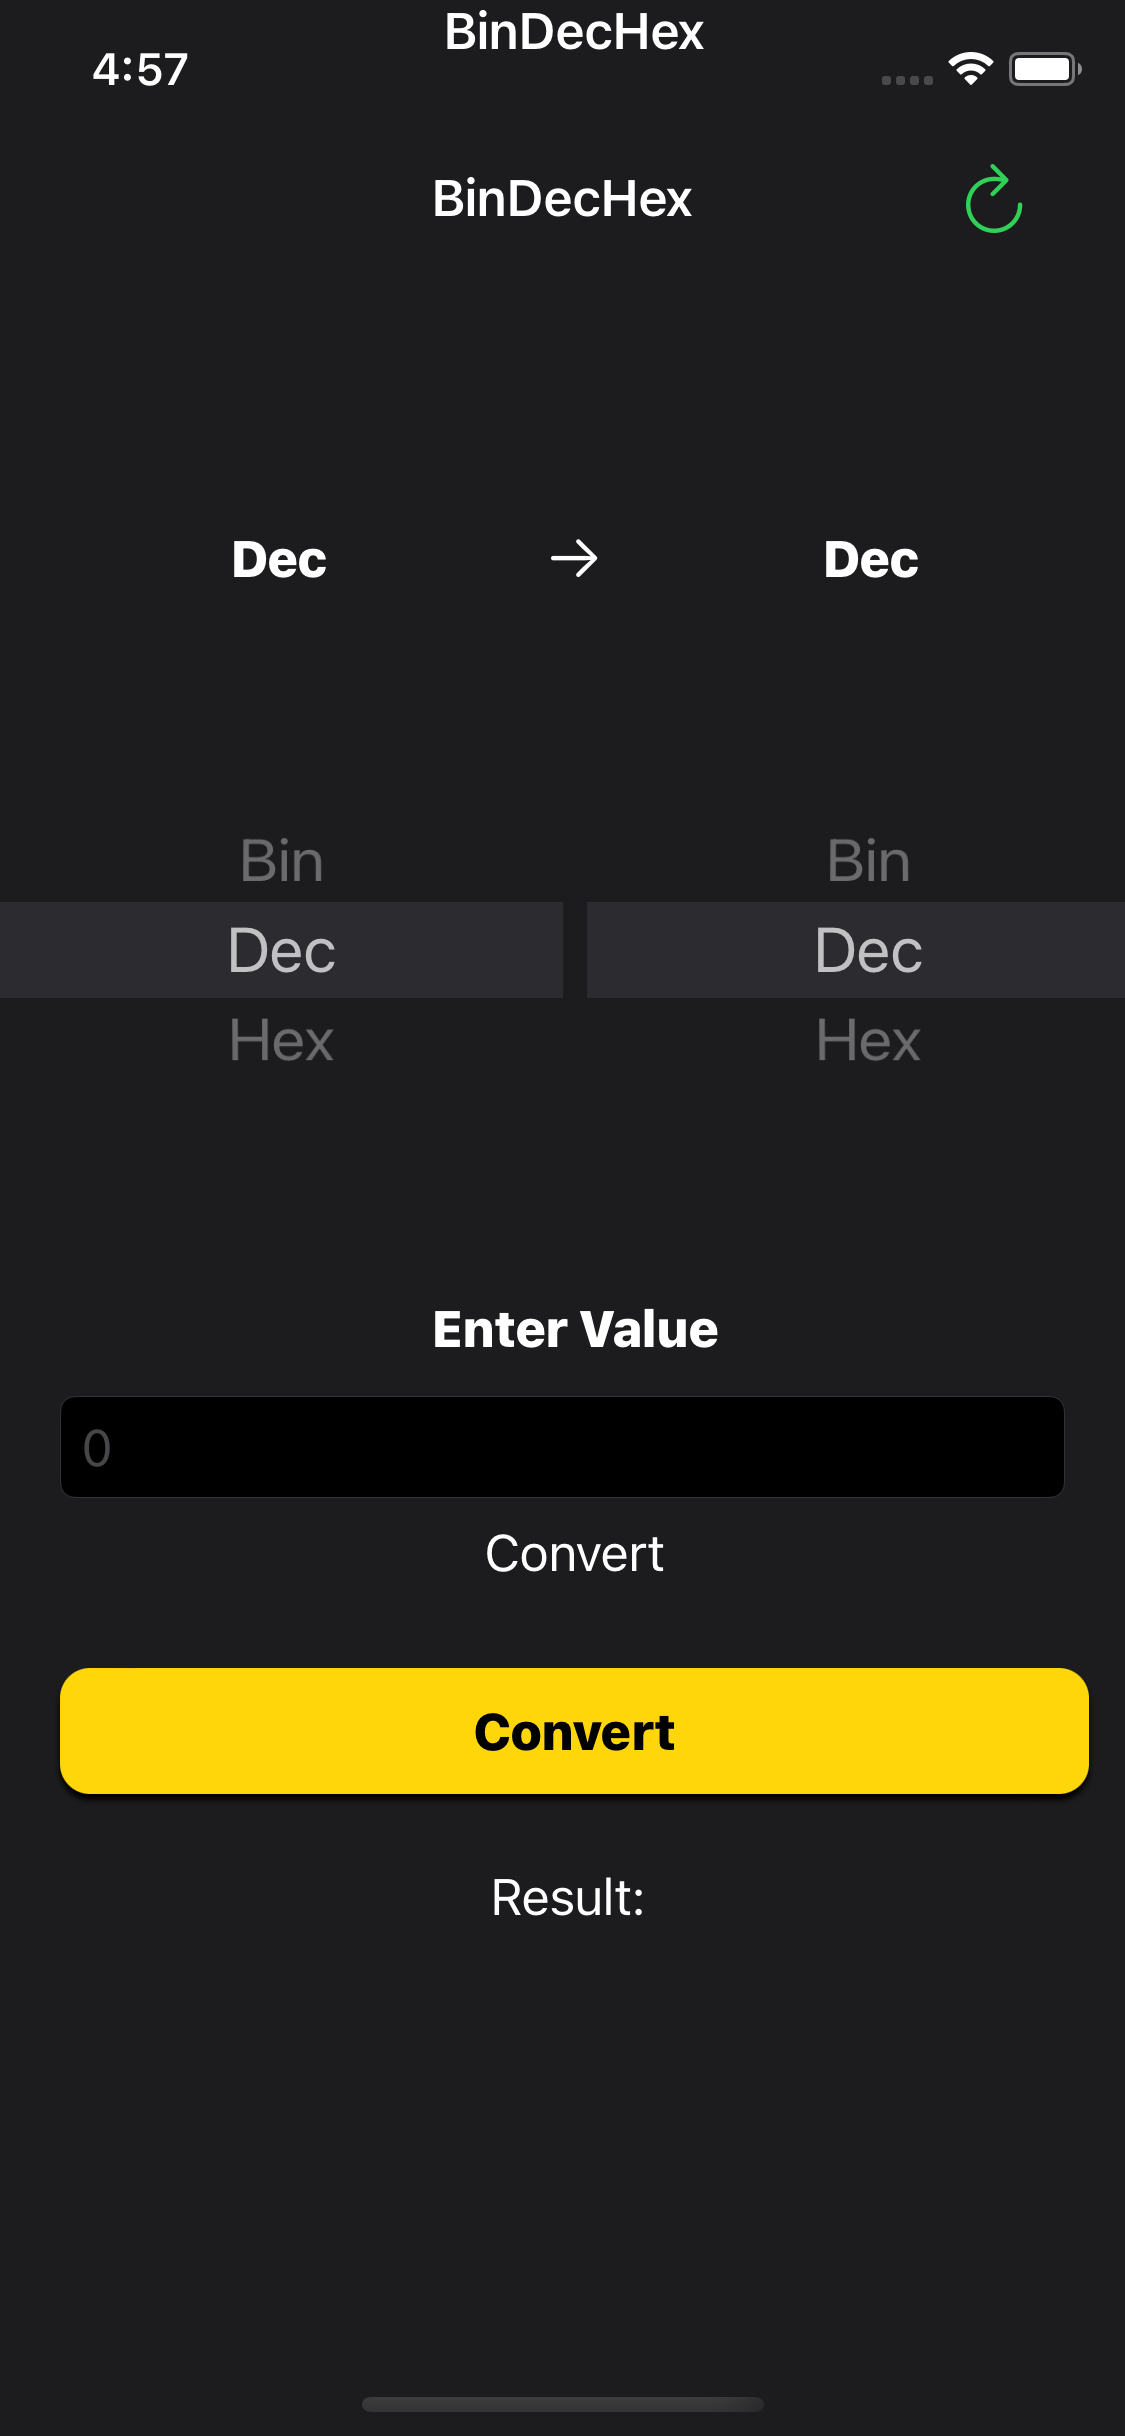 BinDecHex
4:57
BinDecHex
Dec → Dec
Bin Bin
Dec Dec
Hex Hex
Enter Value
0
Convert
Convert
Result: